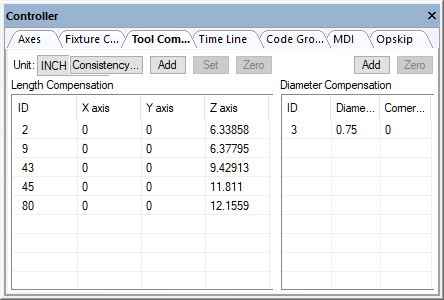 Controller
Axes Fixture C... Tool Com... Time Line Code Gro... MDI Opskip
Unit: INCH Consistency... Add Set Zero Add Zero
Length Compensation Diameter Compensation
ID X axis Y axis Z axis ID Diame... Corner...
2 0 0 6.33858 3 0.75 0
9 0 0 6.37795
43 0 0 9.42913
45 0 0 11.811
80 0 0 12.1559